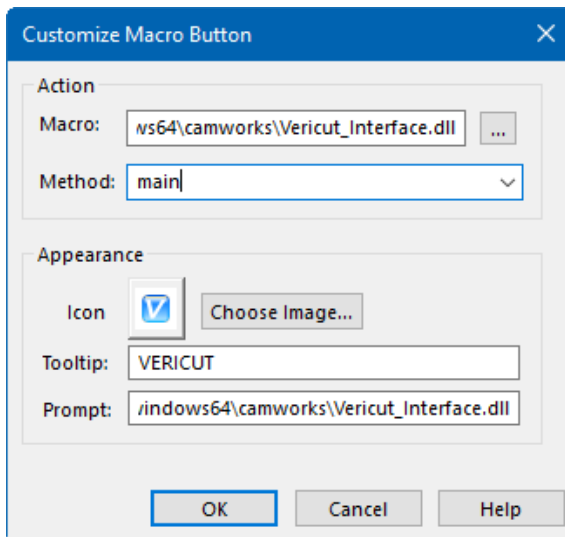 Customize Macro Button
Action
Macro: ws64\camworks\Vericut_Interface.dll ...
Method: main
Appearance
Icon V Choose Image...
Tooltip: VERICUT
Prompt: indows64\camworks\Vericut_Interface.dll
OK Cancel Help